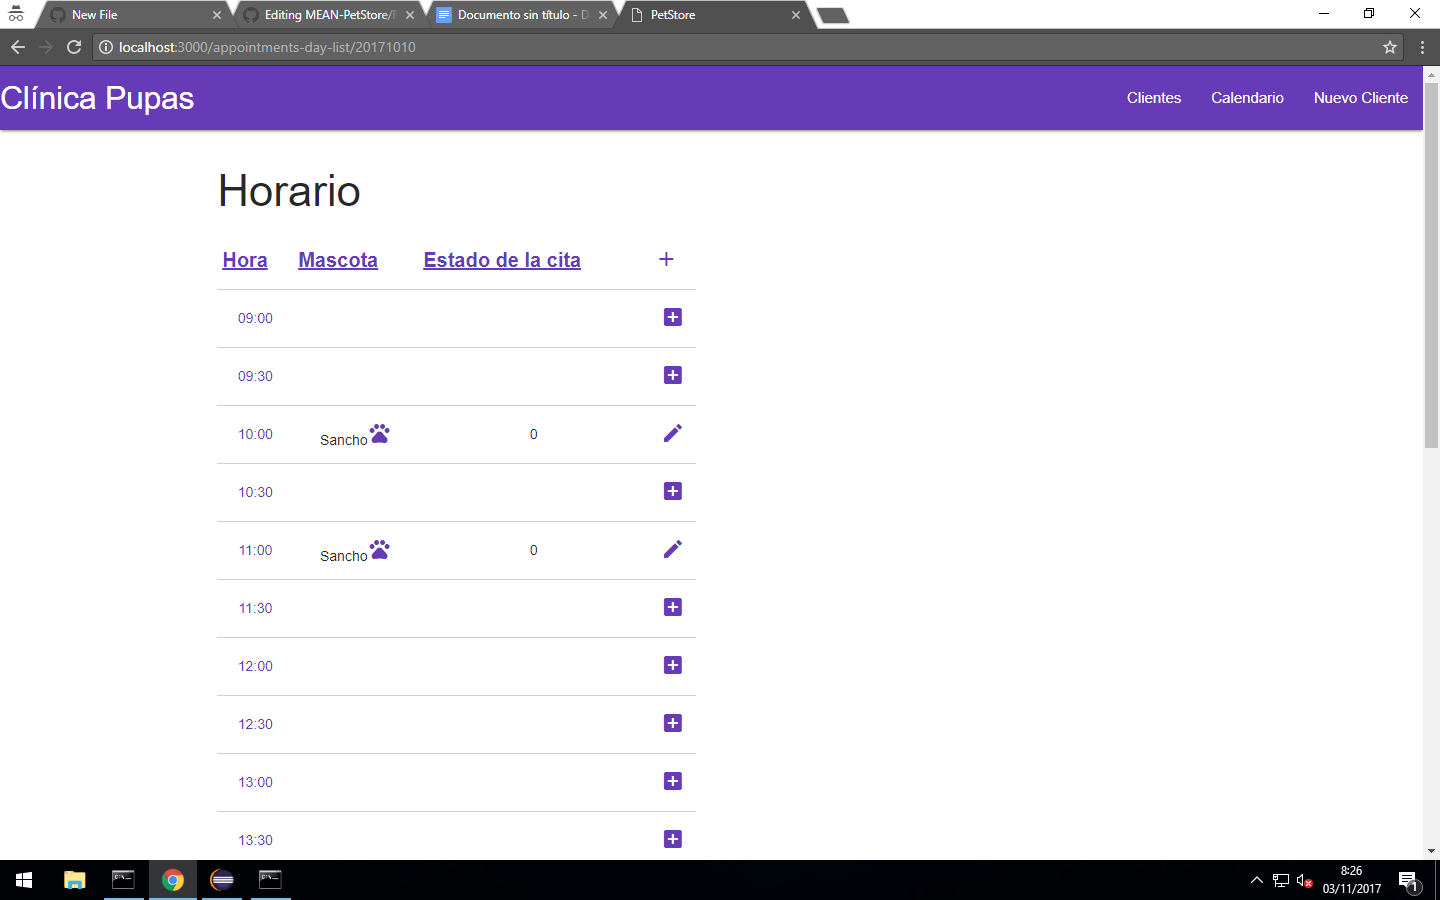 New File
Editing MEAN-PetStore/
Documento sin título - D
PetStore
localhost:3000/appointments-day-list/20171010
Clínica Pupas
Clientes
Calendario
Nuevo Cliente
Horario
Hora
Mascota
Estado de la cita
09:00
09:30
10:00 Sancho 0
10:30
11:00 Sancho 0
11:30
12:00
12:30
13:00
13:30
8:26
03/11/2017
1